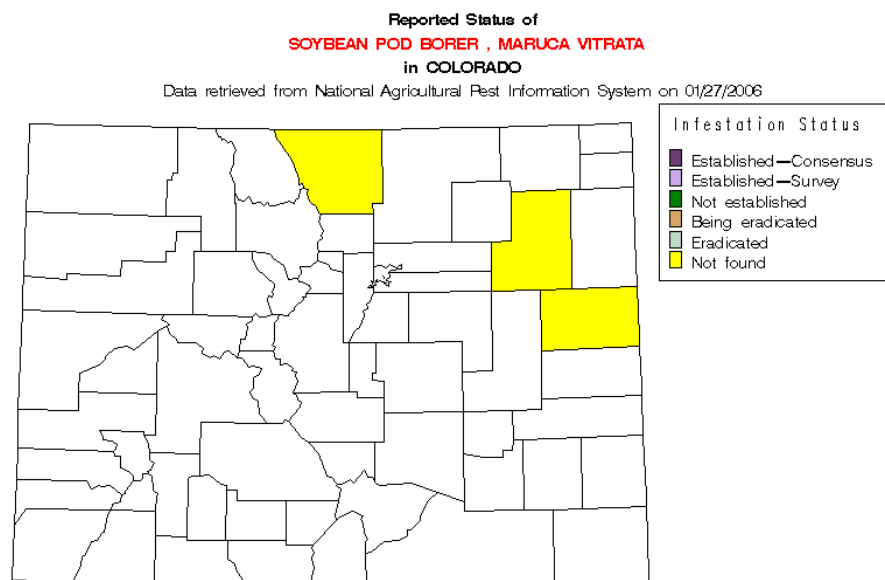 Reported Status of
SOYBEAN POD BORER , MARUCA VITRATA
in COLORADO
Data retrieved from National Agricultural Pest Information System on 01/27/2006
Infestation Status
Established—Consensus
Established—Survey
Not established
Being eradicated
Eradicated
Not found